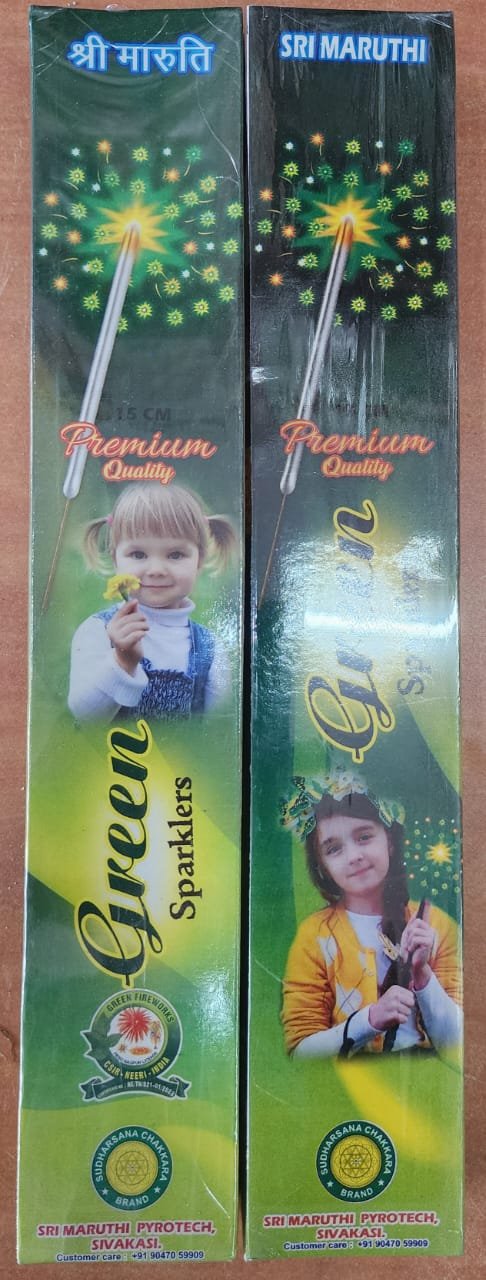 श्री मारुति
15 CM
Premium
Quality
Green
Sparklers
GREEN FIREWORKS
CSIR-NEERI-INDIA
SUDHARSANA CHAKKARA
BRAND
SRI MARUTHI PYROTECH,
SIVAKASI.
Customer care : +91 9047059909
SRI MARUTHI
Premium
Quality
Green
Sparklers
SUDHARSANA CHAKKARA
BRAND
SRI MARUTHI PYROTECH,
SIVAKASI.
Customer care : +91 90470 59909